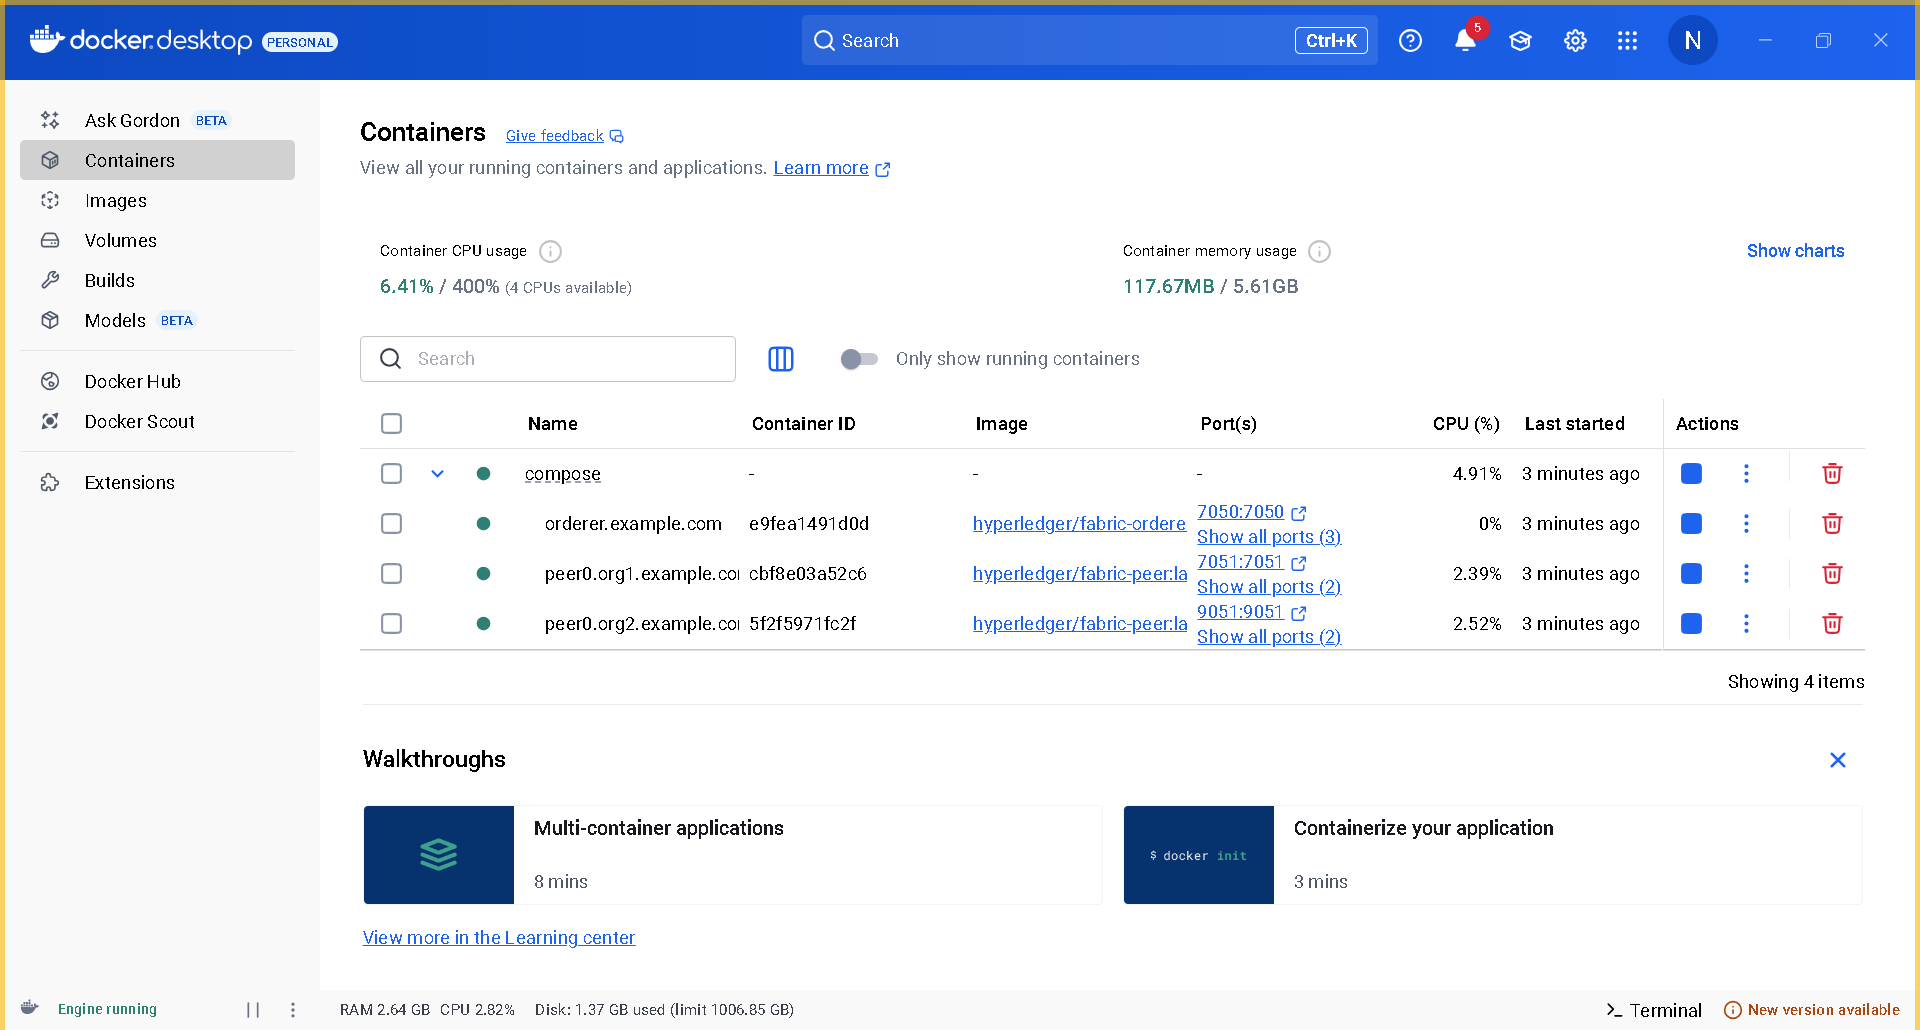 docker.desktop PERSONAL
Search Ctrl+K
5
N
Ask Gordon BETA
Containers
Images
Volumes
Builds
Models BETA
Docker Hub
Docker Scout
Extensions
Containers Give feedback
View all your running containers and applications. Learn more
Container CPU usage
6.41% / 400% (4 CPUs available)
Container memory usage
117.67MB / 5.61GB
Show charts
Search
Only show running containers
Name Container ID Image Port(s) CPU (%) Last started Actions
compose - - - 4.91% 3 minutes ago
orderer.example.com e9fea1491d0d hyperledger/fabric-ordere 7050:7050 0% 3 minutes ago
Show all ports (3)
peer0.org1.example.co cbf8e03a52c6 hyperledger/fabric-peer:la 7051:7051 2.39% 3 minutes ago
Show all ports (2)
peer0.org2.example.co 5f2f5971fc2f hyperledger/fabric-peer:la 9051:9051 2.52% 3 minutes ago
Show all ports (2)
Showing 4 items
Walkthroughs
Multi-container applications
8 mins
$ docker init
Containerize your application
3 mins
View more in the Learning center
Engine running
RAM 2.64 GB CPU 2.82% Disk: 1.37 GB used (limit 1006.85 GB)
>_ Terminal
New version available